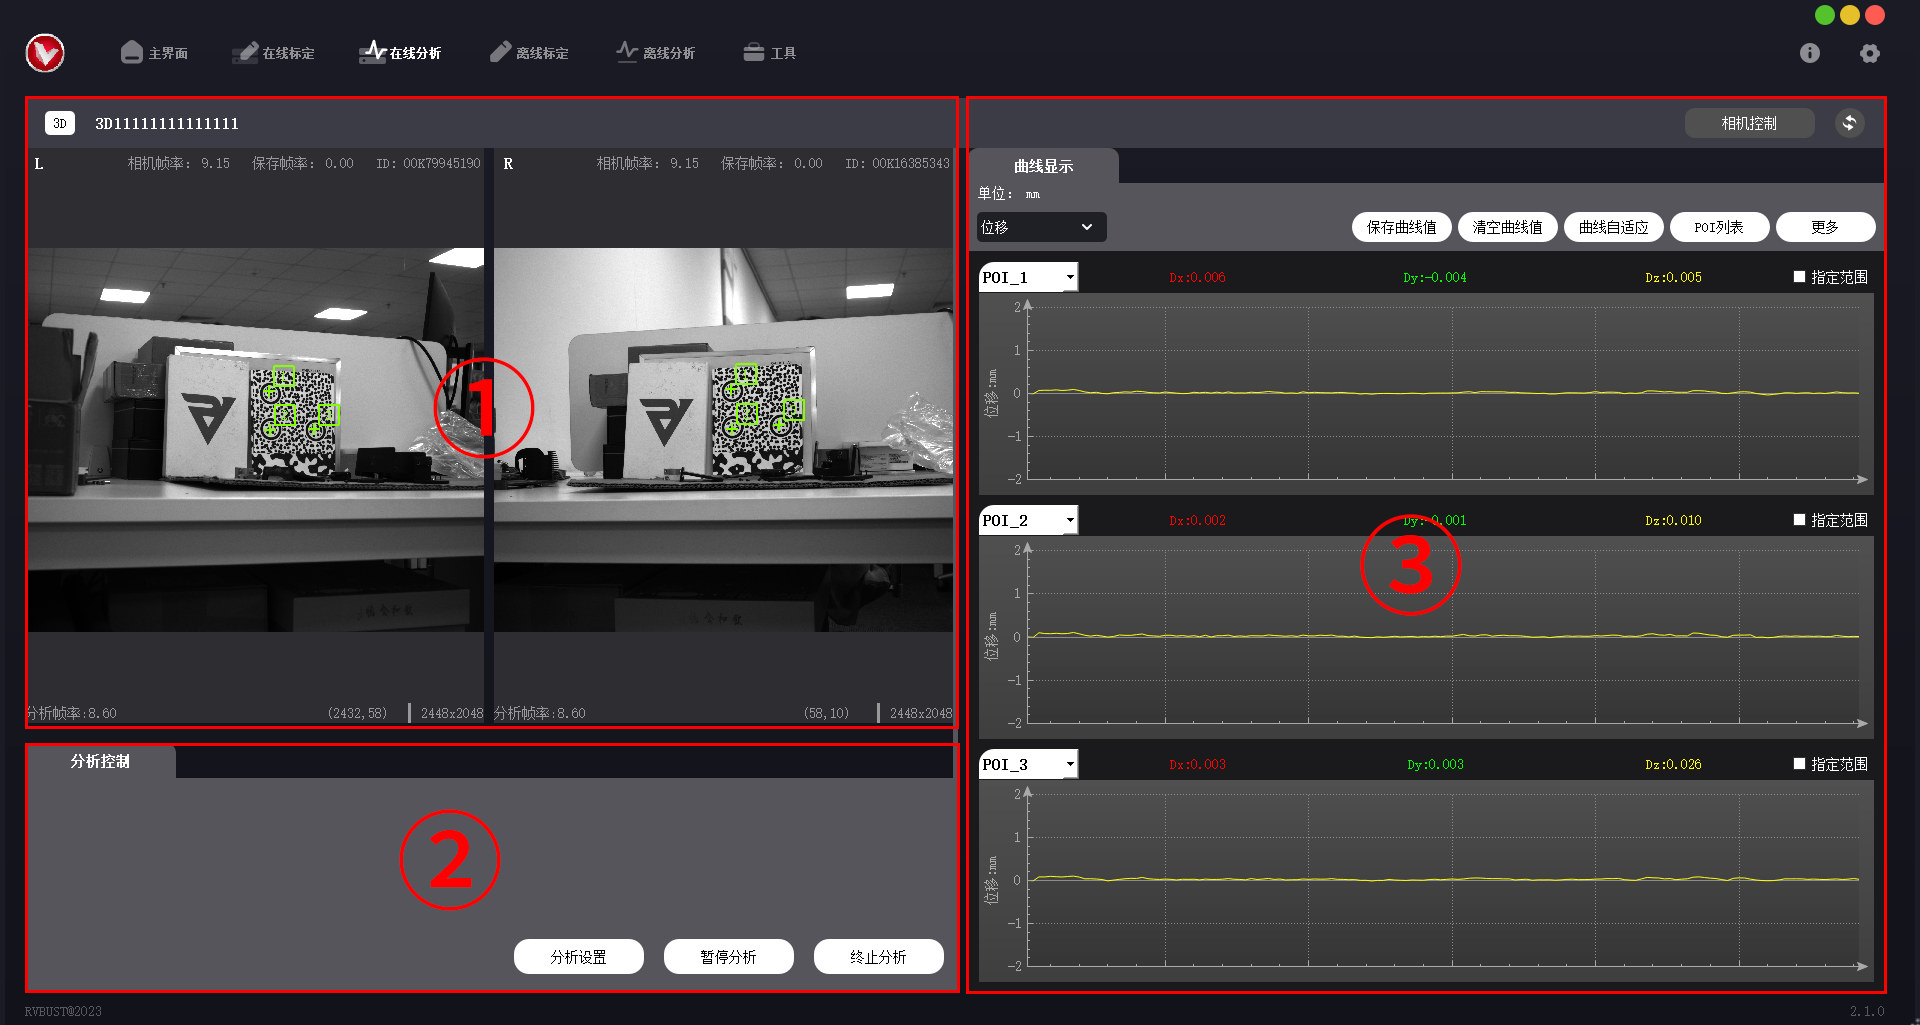 主界面 在线标定 在线分析 离线标定 离线分析 工具
3D 3D11111111111111
相机控制
L 相机帧率: 9.15 保存帧率: 0.00 ID: 00K79945190
R 相机帧率: 9.15 保存帧率: 0.00 ID: 00K16385343
①
分析帧率:8.60 (2432,58) 2448x2048
分析帧率:8.60 (58,10) 2448x2048
分析控制
②
分析设置 暂停分析 终止分析
曲线显示
单位: mm
位移 保存曲线值 清空曲线值 曲线自适应 POI列表 更多
POI_1 Dx:0.006 Dy:-0.004 Dz:0.005 指定范围
2
1
位移:mm
0
-1
-2
POI_2 Dx:0.002 Dy:-0.001 Dz:0.010 指定范围
③
2
1
位移:mm
0
-1
-2
POI_3 Dx:0.003 Dy:0.003 Dz:0.026 指定范围
2
1
位移:mm
0
-1
-2
RVBUST@2023 2.1.0